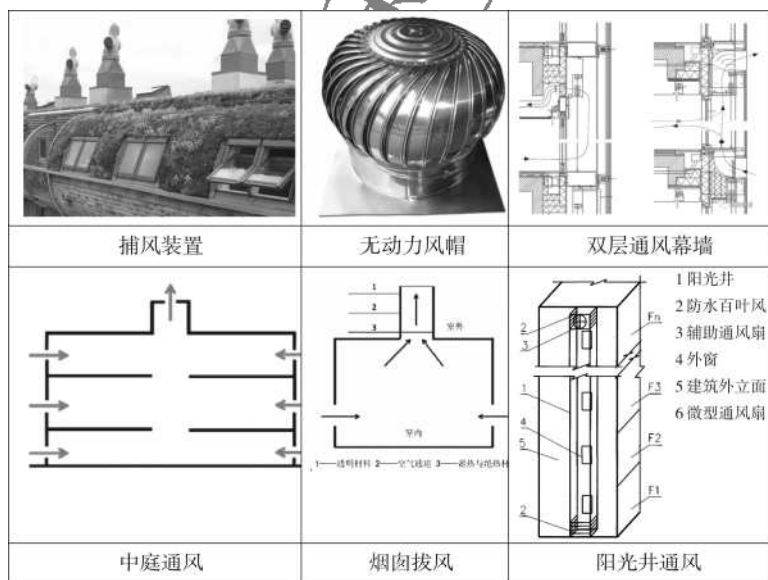 捕风装置
无动力风帽
双层通风幕墙
1
2
3
室外
室内
1——透明材料 2——空气通道 3——蓄热与绝热材
中庭通风
烟囱拔风
1 阳光井
2 防水百叶风
3 辅助通风扇
4 外窗
5 建筑外立面
6 微型通风扇
2
3
1
4
5
2
Fn
F3
F2
F1
阳光井通风